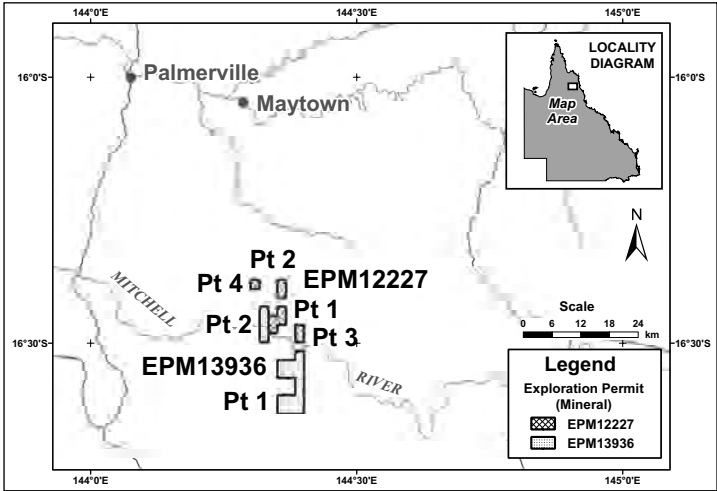 144°0'E
144°30'E
145°0'E
LOCALITY
DIAGRAM
Map
Area
16°0'S
16°0'S
Palmerville
Maytown
N
Pt 2
Pt 4
EPM12227
MITCHELL
Pt 1
Pt 2
Pt 3
Scale
0 6 12 18 24
km
16°30'S
16°30'S
EPM13936
RIVER
Pt 1
Legend
Exploration Permit
(Mineral)
EPM12227
EPM13936
144°0'E
144°30'E
145°0'E